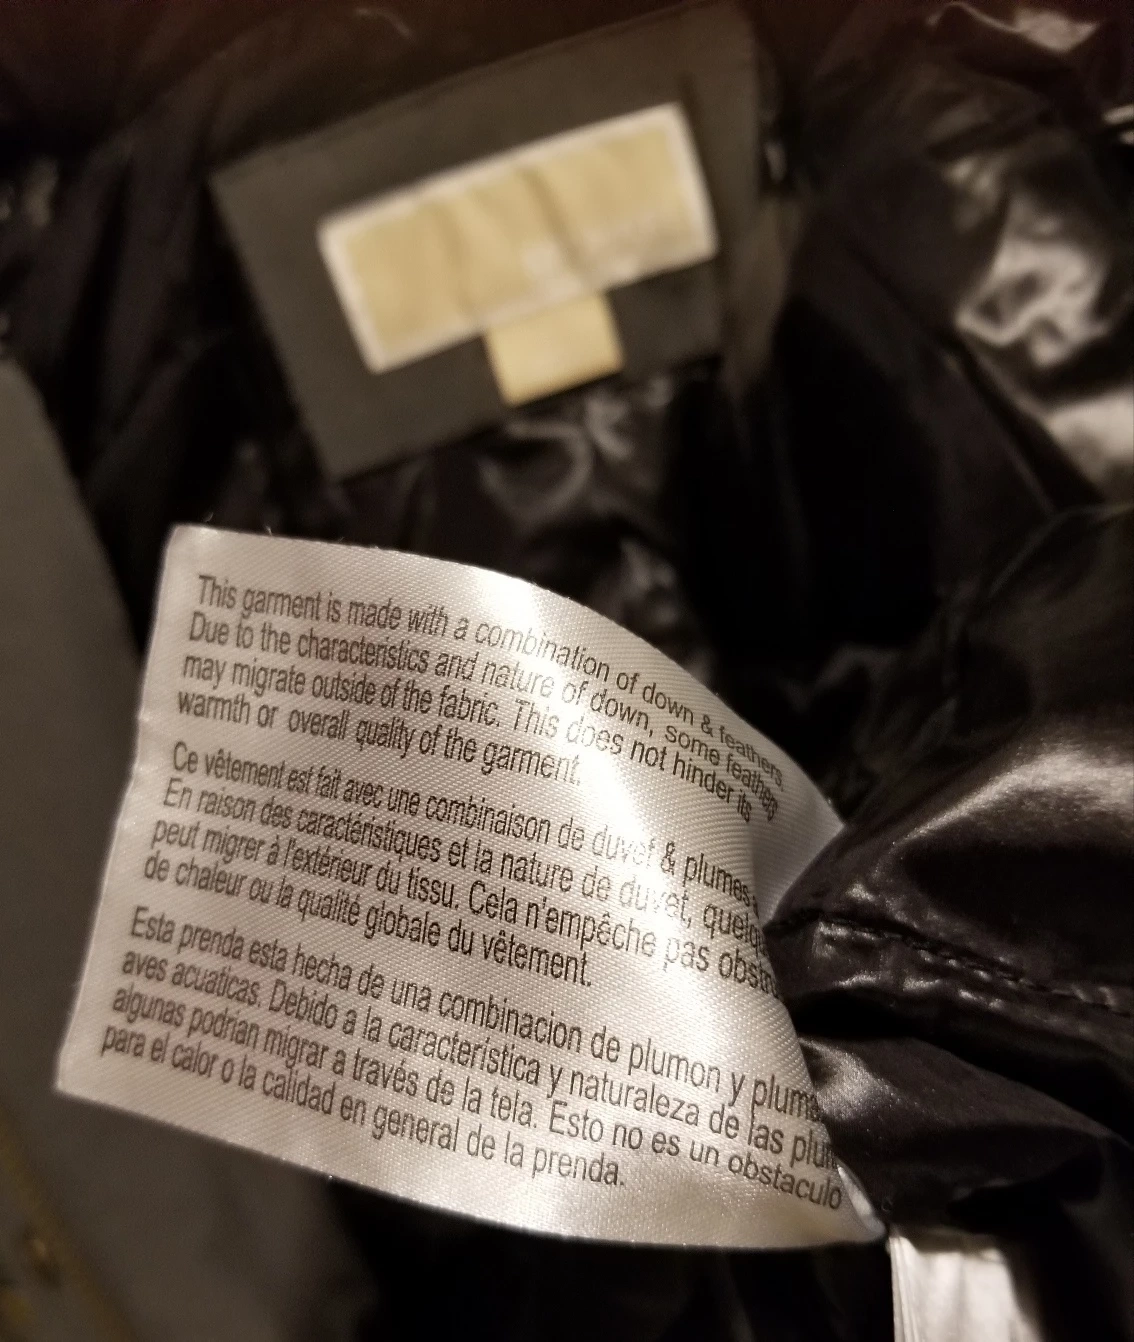 This garment is made with a combination of down & feathers.
Due to the characteristics and nature of down, some feathers
may migrate outside of the fabric. This does not hinder its
warmth or overall quality of the garment.
Ce vêtement est fait avec une combinaison de duvet & plumes.
En raison des caractéristiques et la nature de duvet,
peut migrer à l'extérieur du tissu. Cela n'empêche pas
de chaleur ou la qualité globale du vêtement.
Esta prenda esta hecha de una combinacion de plumon y
aves acuaticas. Debido a la característica y naturaleza de las
algunas podrian migrar a través de la tela. Esto no es un obstaculo
para el calor o la calidad en general de la prenda.